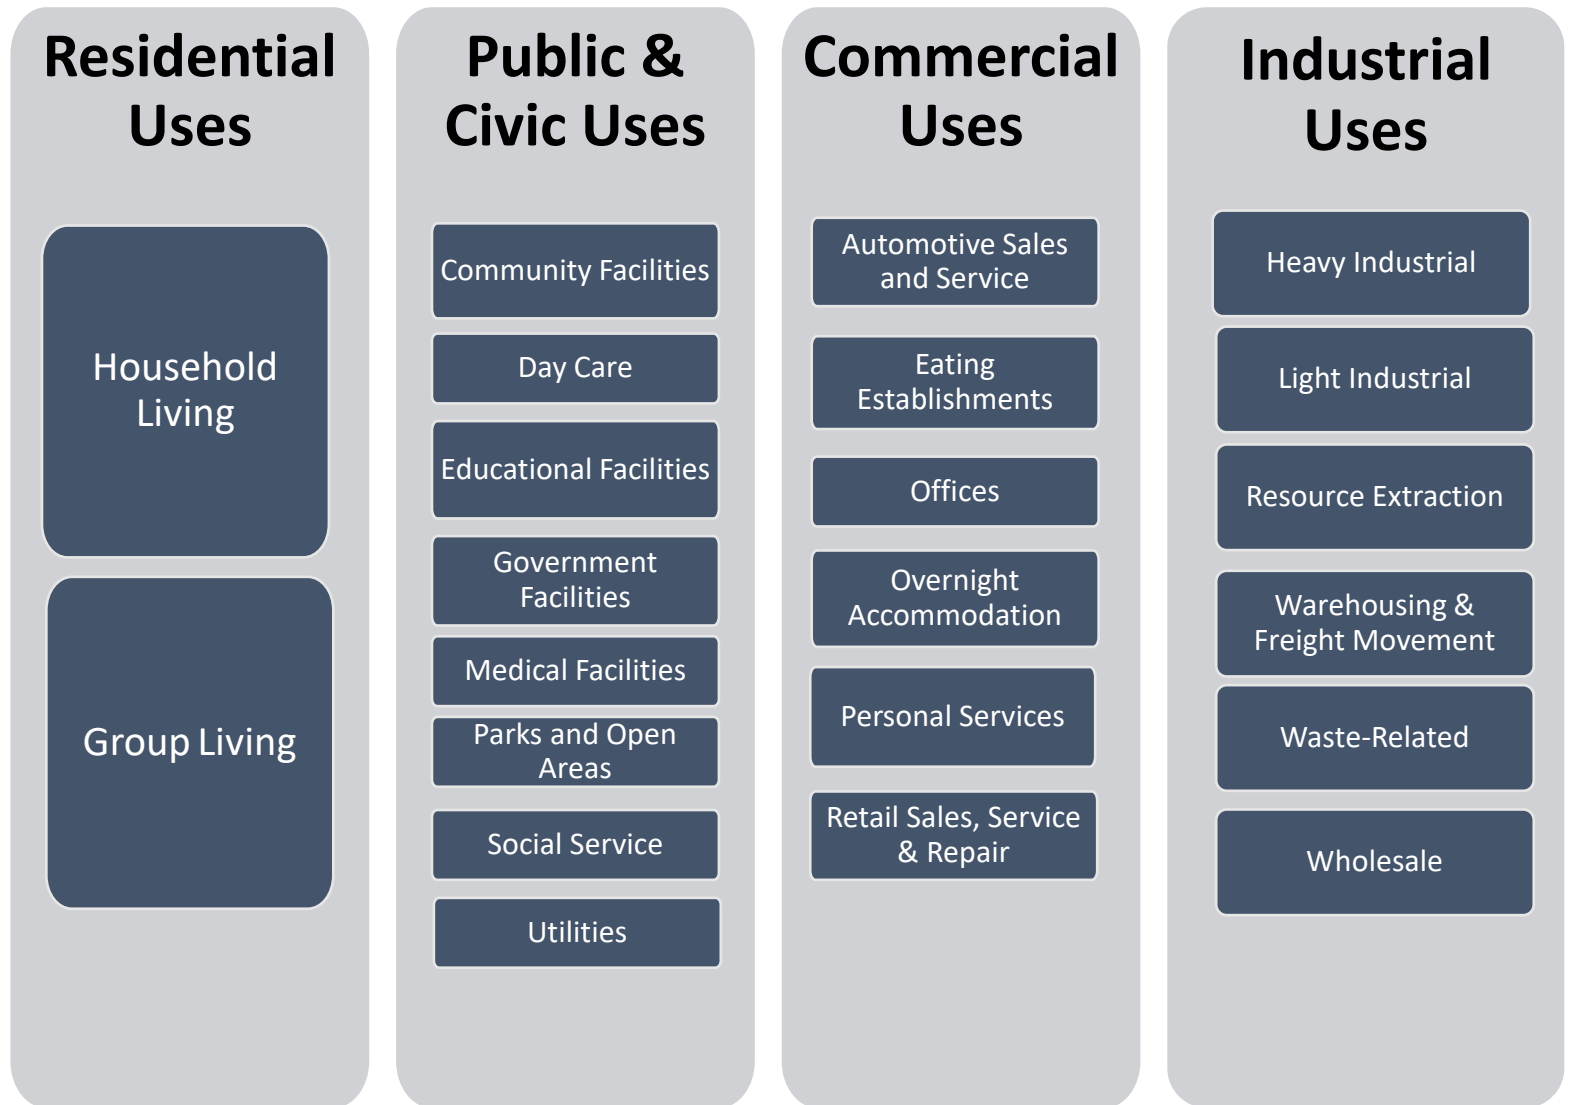 Residential
Uses
Household
Living
Group Living
Public &
Civic Uses
Community Facilities
Day Care
Educational Facilities
Government
Facilities
Medical Facilities
Parks and Open
Areas
Social Service
Utilities
Commercial
Uses
Automotive Sales
and Service
Eating
Establishments
Offices
Overnight
Accommodation
Personal Services
Retail Sales, Service
& Repair
Industrial
Uses
Heavy Industrial
Light Industrial
Resource Extraction
Warehousing &
Freight Movement
Waste-Related
Wholesale